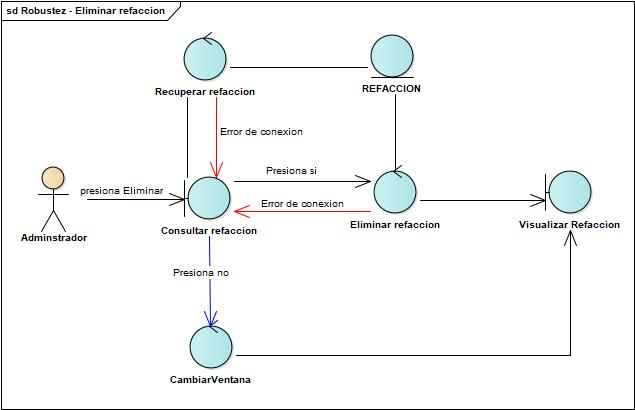 sd Robustez - Eliminar refaccion
Recuperar refaccion
REFACCION
Error de conexion
Presiona si
presiona Eliminar
Error de conexion
Adminstrador
Consultar refaccion
Eliminar refaccion
Visualizar Refaccion
Presiona no
CambiarVentana